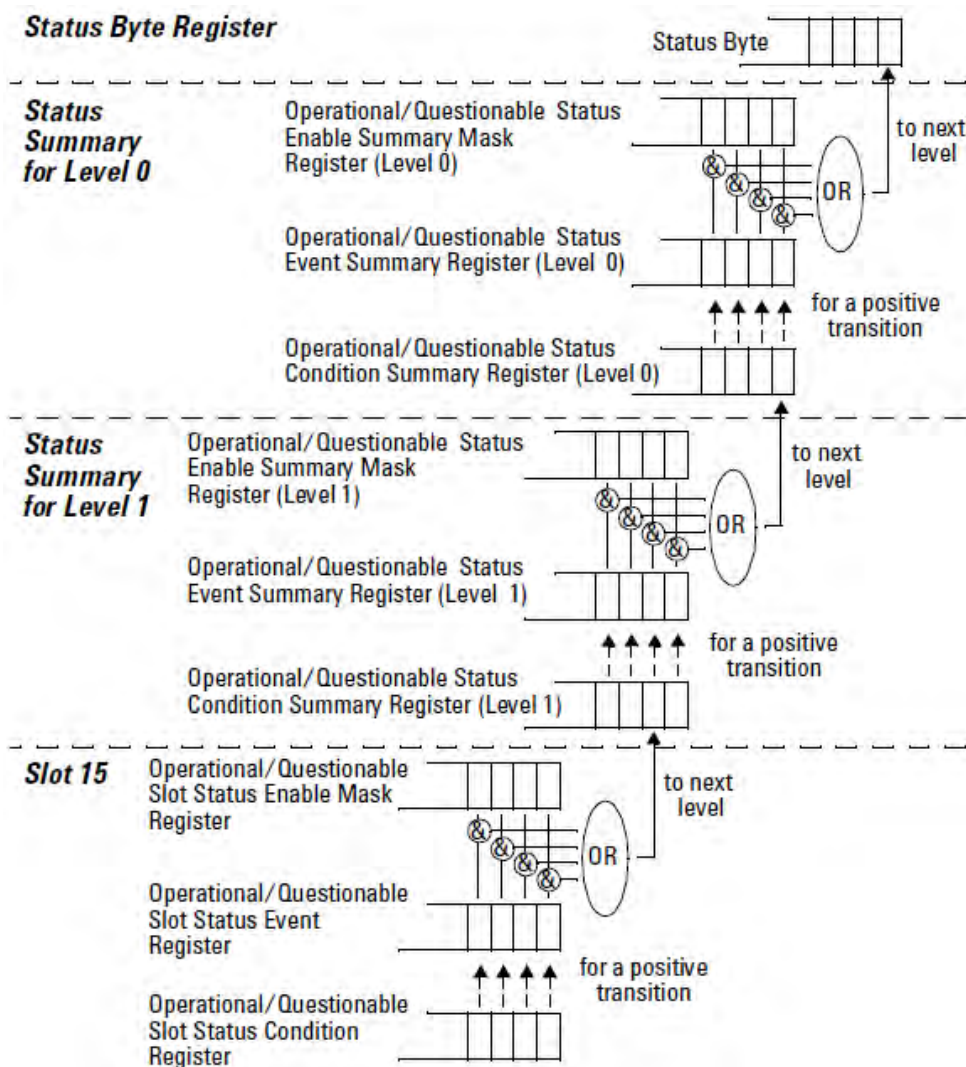 Status Byte Register
Status Byte
Status
Summary
for Level 0
Operational/Questionable Status
Enable Summary Mask
Register (Level 0)
to next
level
&
&
&
&
OR
Operational/Questionable Status
Event Summary Register (Level 0)
for a positive
transition
Operational/Questionable Status
Condition Summary Register (Level 0)
Status
Summary
for Level 1
Operational/Questionable Status
Enable Summary Mask
Register (Level 1)
to next
level
&
&
&
&
OR
Operational/Questionable Status
Event Summary Register (Level 1)
for a positive
transition
Operational/Questionable Status
Condition Summary Register (Level 1)
Slot 15
Operational/Questionable
Slot Status Enable Mask
Register
to next
level
&
&
&
&
OR
Operational/Questionable
Slot Status Event
Register
for a positive
transition
Operational/Questionable
Slot Status Condition
Register